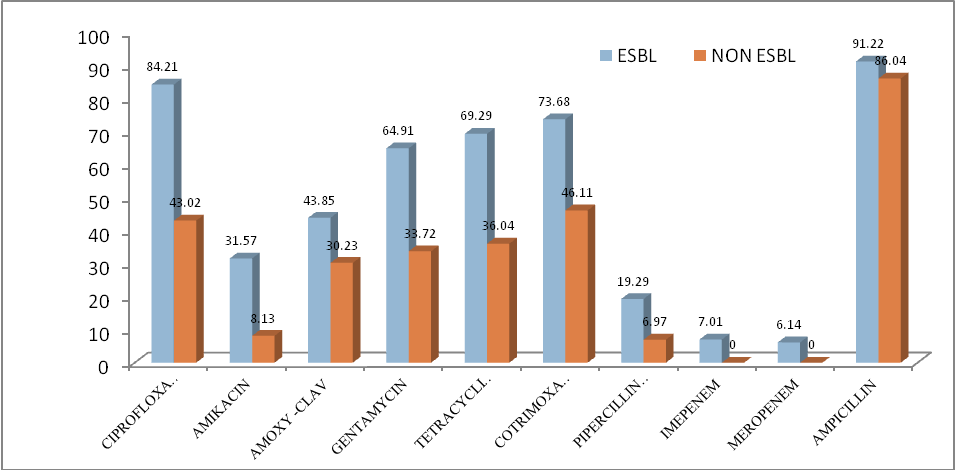 ESBL NON ESBL
100
90
80
70
60
50
40
30
20
10
0
84.21
43.02
31.57
8.13
43.85
30.23
64.91
33.72
69.29
36.04
73.68
46.11
19.29
6.97
7.01
0
6.14
0
91.22
86.04
CIPROFLOXA..
AMIKACIN
AMOXY -CLAV
GENTAMYCIN
TETRACYCLI.
COTRIMOXA..
PIPERCILLIN..
IMEPENEM
MEROPENEM
AMPICILLIN